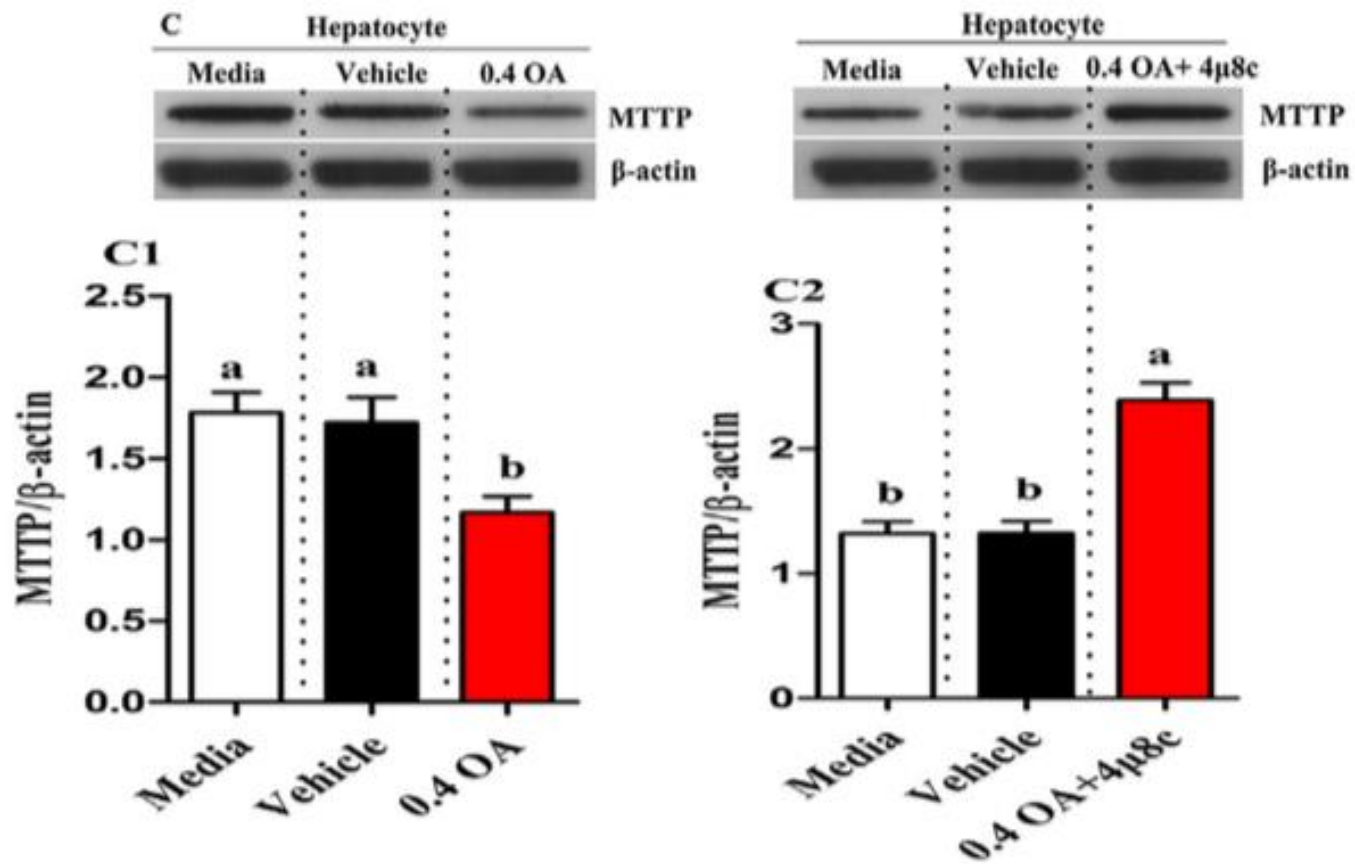 C
Hepatocyte
Media Vehicle 0.4 OA
MTTP
β-actin
Hepatocyte
Media Vehicle 0.4 OA+ 4μ8c
MTTP
β-actin
C1
2.5
2.0
1.5
1.0
0.5
0.0
MTTP/β-actin
a
a
b
Media
Vehicle
0.4 OA
C2
3
2
1
0
MTTP/β-actin
b
b
a
Media
Vehicle
0.4 OA+4μ8c